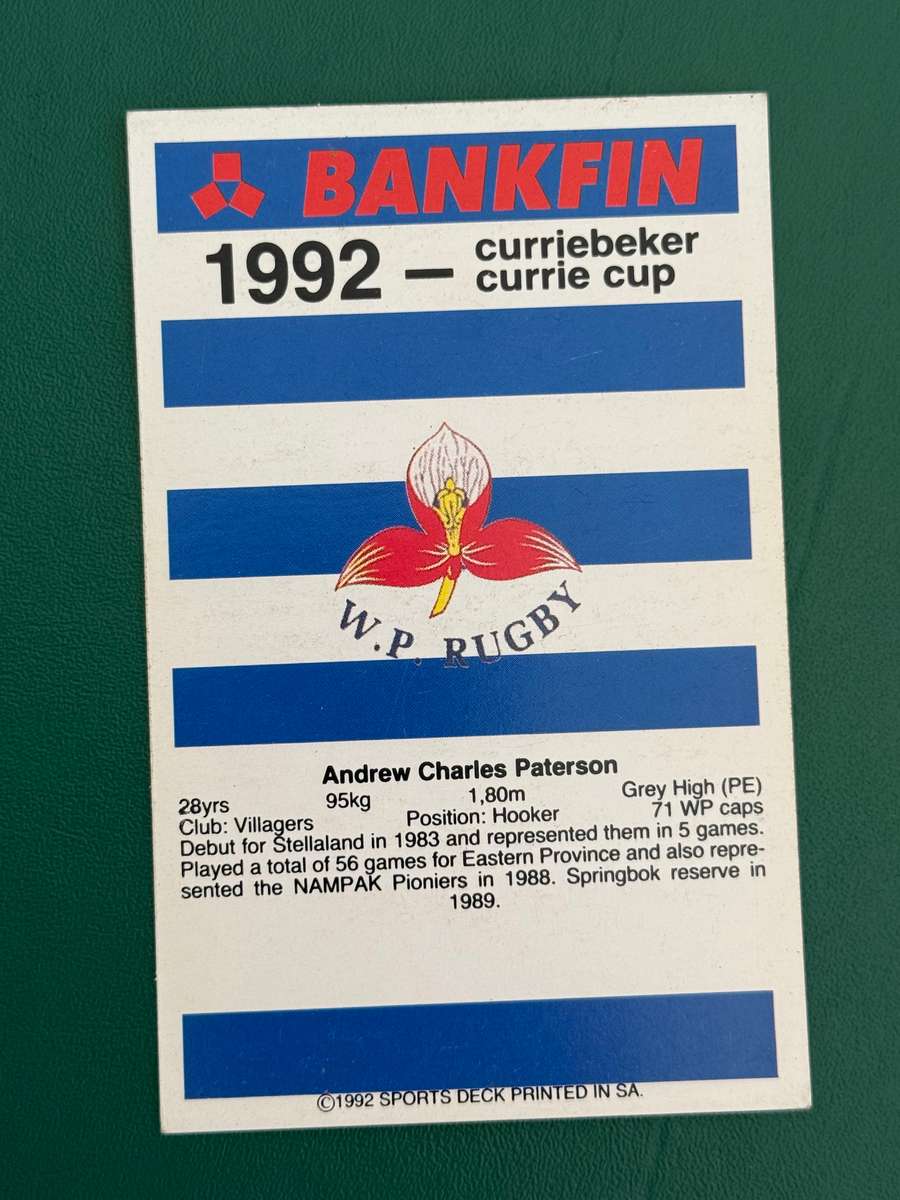 BANKFIN
1992 – curriebeker
currie cup
W.P. RUGBY
Andrew Charles Paterson
28yrs 95kg 1,80m Grey High (PE)
Club: Villagers Position: Hooker 71 WP caps
Debut for Stellaland in 1983 and represented them in 5 games.
Played a total of 56 games for Eastern Province and also repre-
sented the NAMPAK Pioniers in 1988. Springbok reserve in
1989.
©1992 SPORTS DECK PRINTED IN SA.